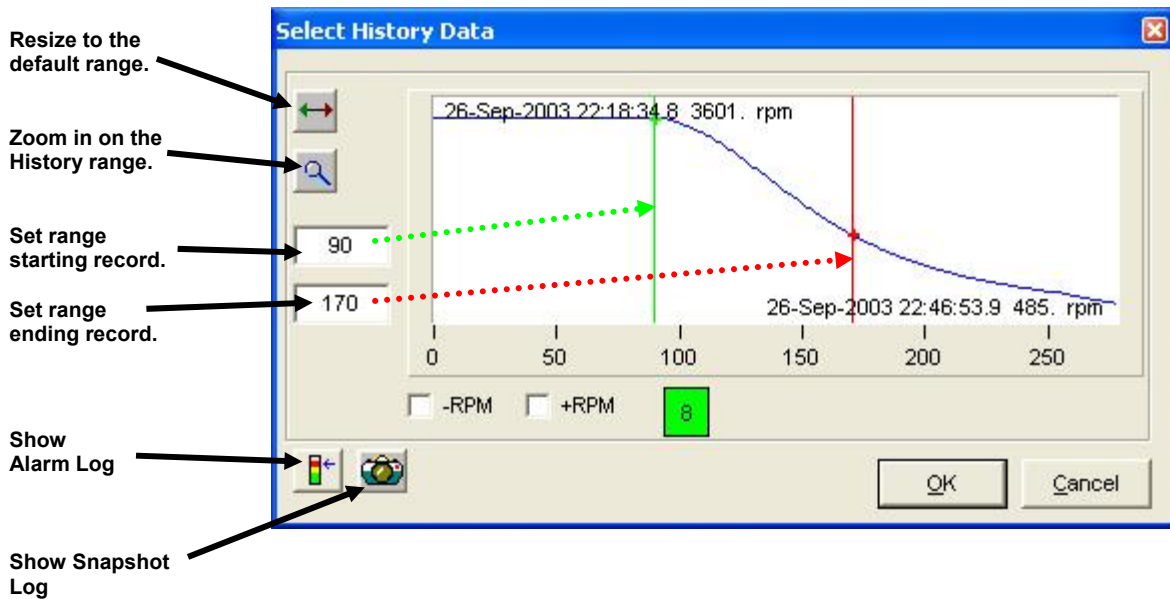 Select History Data
Resize to the
default range.
26-Sep-2003 22:18:34.8 3601. rpm
Zoom in on the
History range.
Set range
starting record.
90
Set range
ending record.
170
26-Sep-2003 22:46:53.9 485. rpm
0 50 100 150 200 250
-RPM +RPM 8
Show
Alarm Log
OK Cancel
Show Snapshot
Log